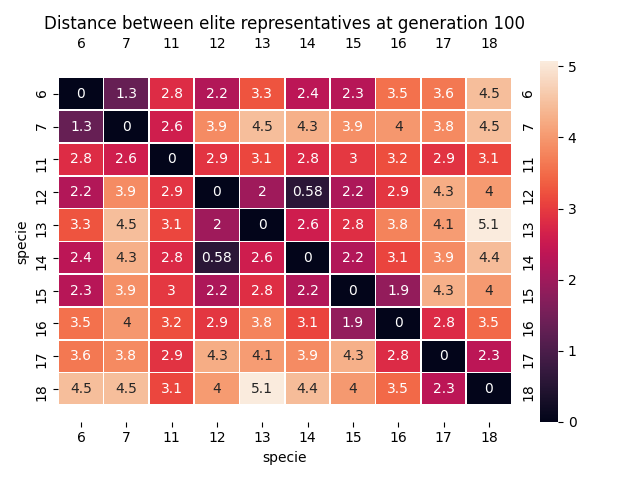 Distance between elite representatives at generation 100
6 7 11 12 13 14 15 16 17 18
6 0 1.3 2.8 2.2 3.3 2.4 2.3 3.5 3.6 4.5 6
7 1.3 0 2.6 3.9 4.5 4.3 3.9 4 3.8 4.5 7
11 2.8 2.6 0 2.9 3.1 2.8 3 3.2 2.9 3.1 11
12 2.2 3.9 2.9 0 2 0.58 2.2 2.9 4.3 4 12
13 3.3 4.5 3.1 2 0 2.6 2.8 3.8 4.1 5.1 13
14 2.4 4.3 2.8 0.58 2.6 0 2.2 3.1 3.9 4.4 14
15 2.3 3.9 3 2.2 2.8 2.2 0 1.9 4.3 4 15
16 3.5 4 3.2 2.9 3.8 3.1 1.9 0 2.8 3.5 16
17 3.6 3.8 2.9 4.3 4.1 3.9 4.3 2.8 0 2.3 17
18 4.5 4.5 3.1 4 5.1 4.4 4 3.5 2.3 0 18
6 7 11 12 13 14 15 16 17 18
specie
specie
5
4
3
2
1
0